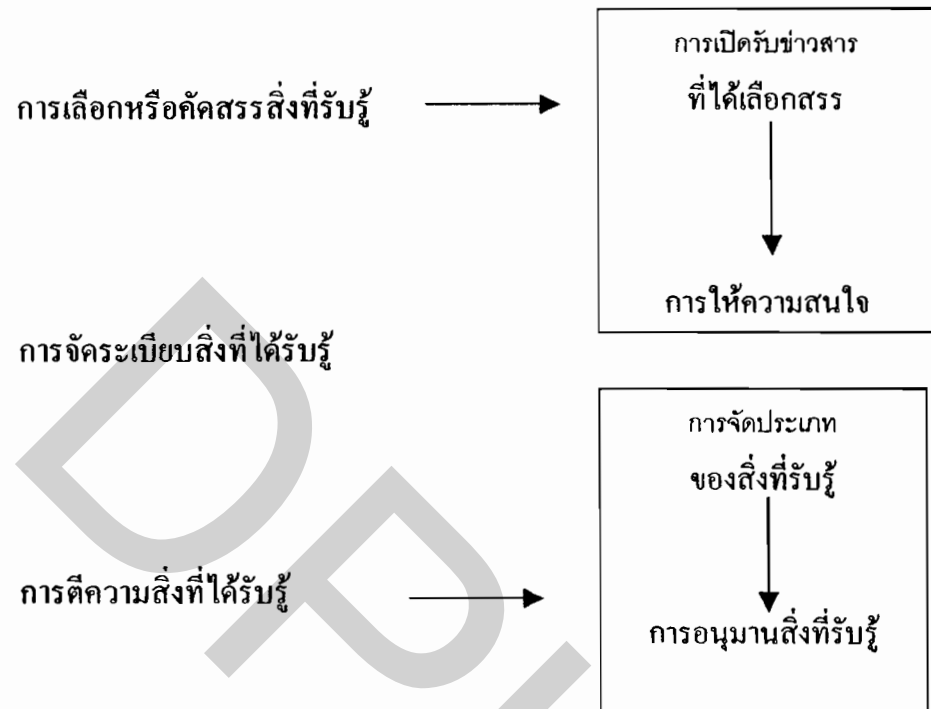 การเปิดรับข่าวสาร
การเลือกหรือคัดสรรสิ่งที่รับรู้
ที่ได้เลือกสรร
การให้ความสนใจ
การจัดระเบียบสิ่งที่ได้รับรู้
การจัดประเภท
ของสิ่งที่รับรู้
การตีความสิ่งที่ได้รับรู้
การอนุมานสิ่งที่รับรู้